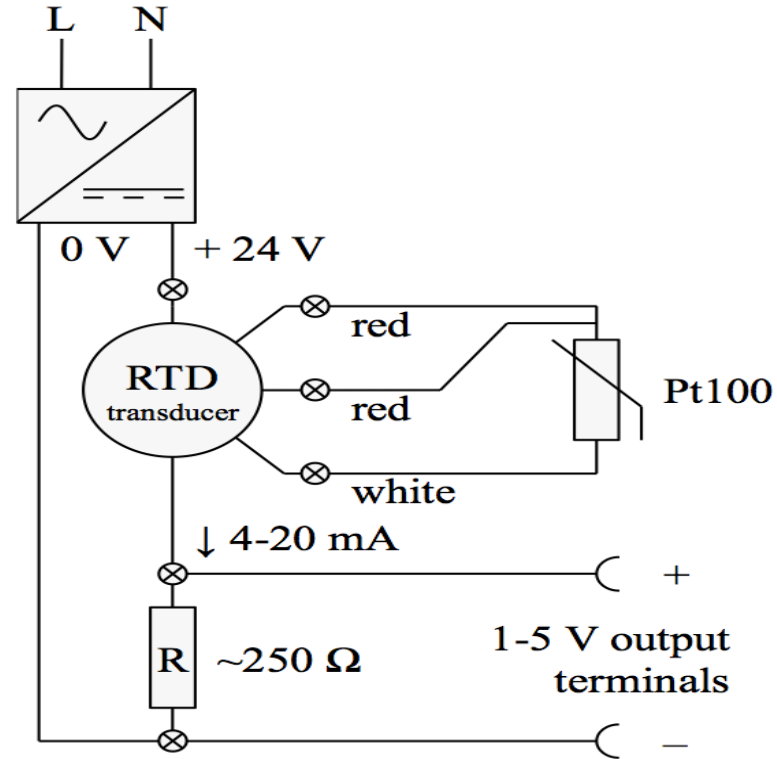 L N
0 V + 24 V
red
RTD
transducer
red
Pt100
white
↓ 4-20 mA
+
R ~250 Ω
1-5 V output
terminals
–